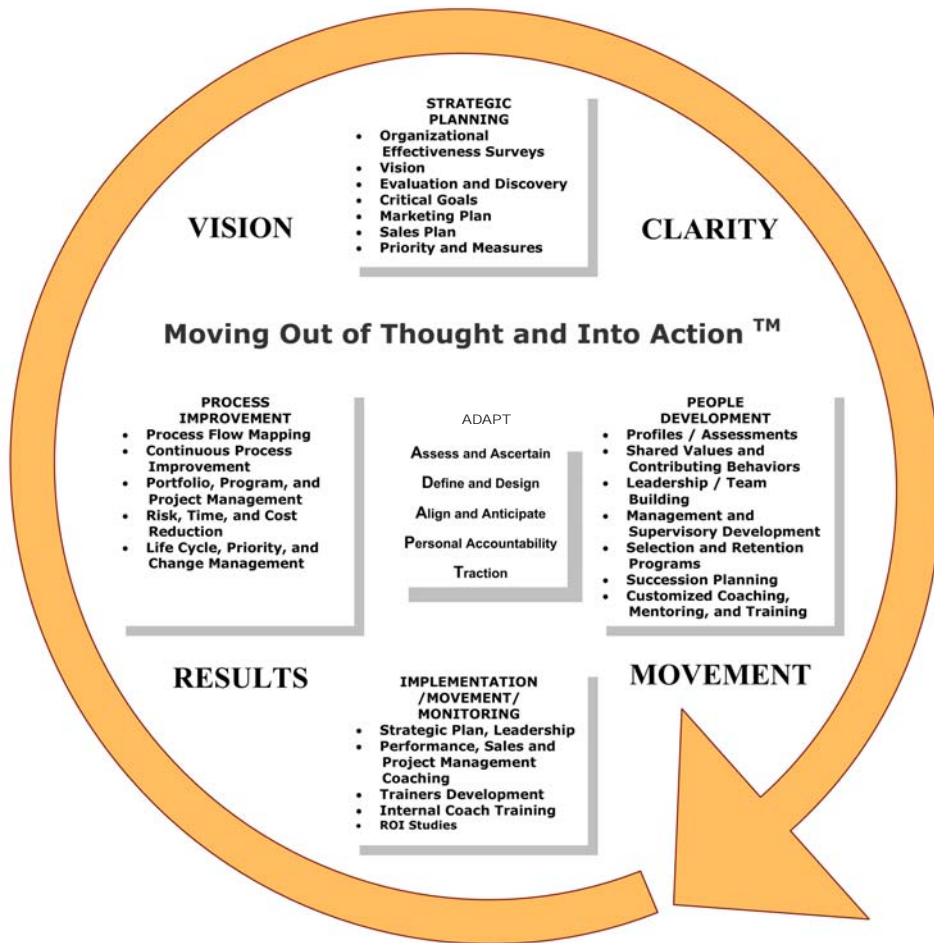 STRATEGIC
PLANNING
• Organizational
Effectiveness Surveys
• Vision
• Evaluation and Discovery
• Critical Goals
• Marketing Plan
• Sales Plan
• Priority and Measures
VISION
CLARITY
Moving Out of Thought and Into Action TM
PROCESS
IMPROVEMENT
• Process Flow Mapping
• Continuous Process
Improvement
• Portfolio, Program, and
Project Management
• Risk, Time, and Cost
Reduction
• Life Cycle, Priority, and
Change Management
ADAPT
Assess and Ascertain
Define and Design
Align and Anticipate
Personal Accountability
Traction
PEOPLE
DEVELOPMENT
• Profiles / Assessments
• Shared Values and
Contributing Behaviors
• Leadership / Team
Building
• Management and
Supervisory Development
• Selection and Retention
Programs
• Succession Planning
• Customized Coaching,
Mentoring, and Training
RESULTS
MOVEMENT
IMPLEMENTATION
/MOVEMENT/
MONITORING
• Strategic Plan, Leadership
• Performance, Sales and
Project Management
Coaching
• Trainers Development
• Internal Coach Training
• ROI Studies